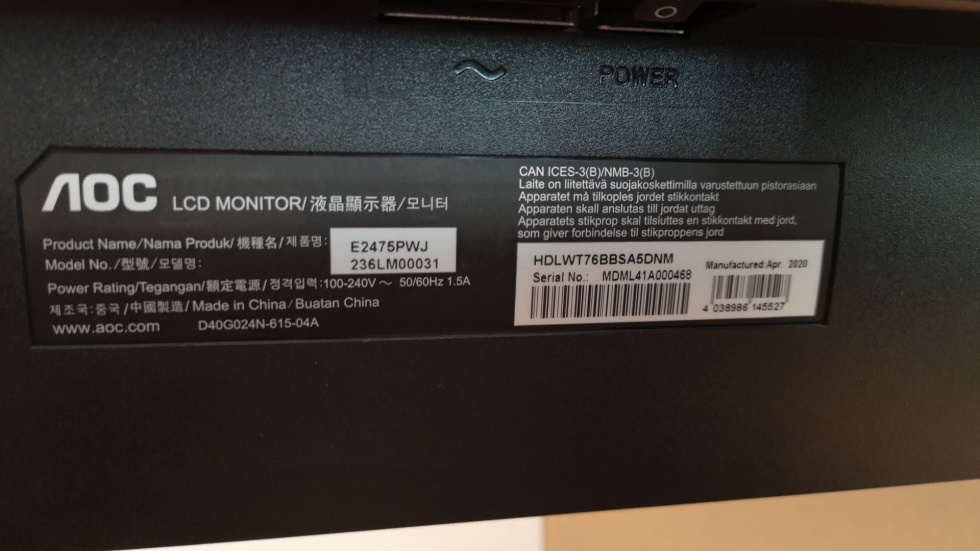 POWER
AOC LCD MONITOR/液晶顯示器/모니터
Product Name/Nama Produk/機種名/제품명: E2475PWJ
Model No./型號/모델명: 236LM00031
Power Rating/Tegangan/額定電源/정격입력:100-240V～ 50/60Hz 1.5A
제조국:중국/中國製造/Made in China/Buatan China
www.aoc.com D40G024N-615-04A
CAN ICES-3(B)/NMB-3(B)
Laite on liitettävä suojakoskettimilla varustettuun pistorasiaan
Apparatet må tilkoples jordet stikkontakt
Apparaten skall anslutas till jordat uttag
Apparatets stikprop skal tilsluttes en stikkontakt med jord,
som giver forbindelse til stikproppens jord
HDLWT76BBSA5DNM
Serial No.: MDML41A000468
Manufactured:Apr. 2020
4 038986 145527